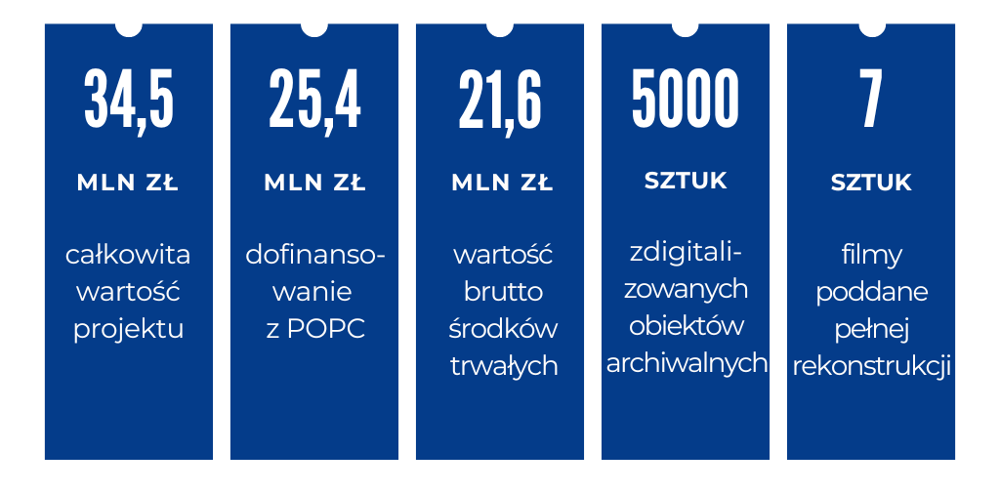 34,5
MLN ZŁ
całkowita
wartość
projektu
25,4
MLN ZŁ
dofinanso-
wanie
z POPC
21,6
MLN ZŁ
wartość
brutto
środków
trwałych
5000
SZTUK
zdigitali-
zowanych
obiektów
archiwalnych
7
SZTUK
filmy
poddane
pełnej
rekonstrukcji